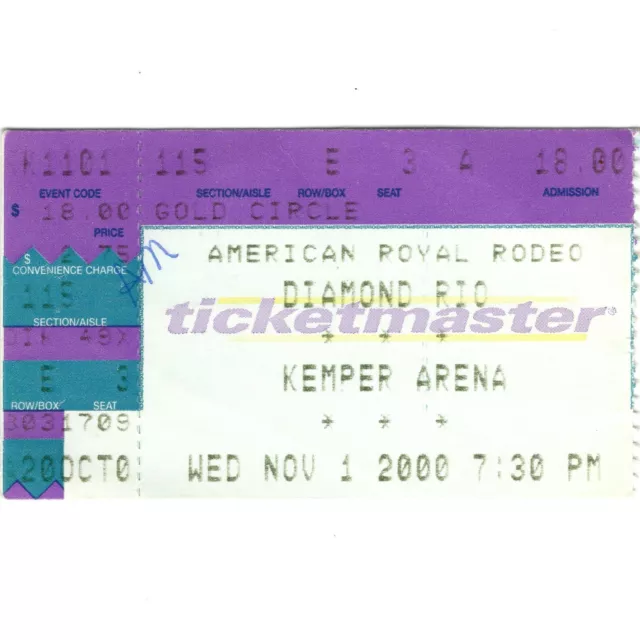 K1101 115 E 3 A 18.00
EVENT CODE SECTION/AISLE ROW/BOX SEAT ADMISSION
$ 18.00 GOLD CIRCLE
PRICE
$ 2.75
CONVENIENCE CHARGE
AMERICAN ROYAL RODEO
115
DIAMOND RIO
ticketmaster
SECTION/AISLE
* * *
E 3
KEMPER ARENA
ROW/BOX SEAT
* * *
3031709
20OCT0
WED NOV 1 2000 7:30 PM